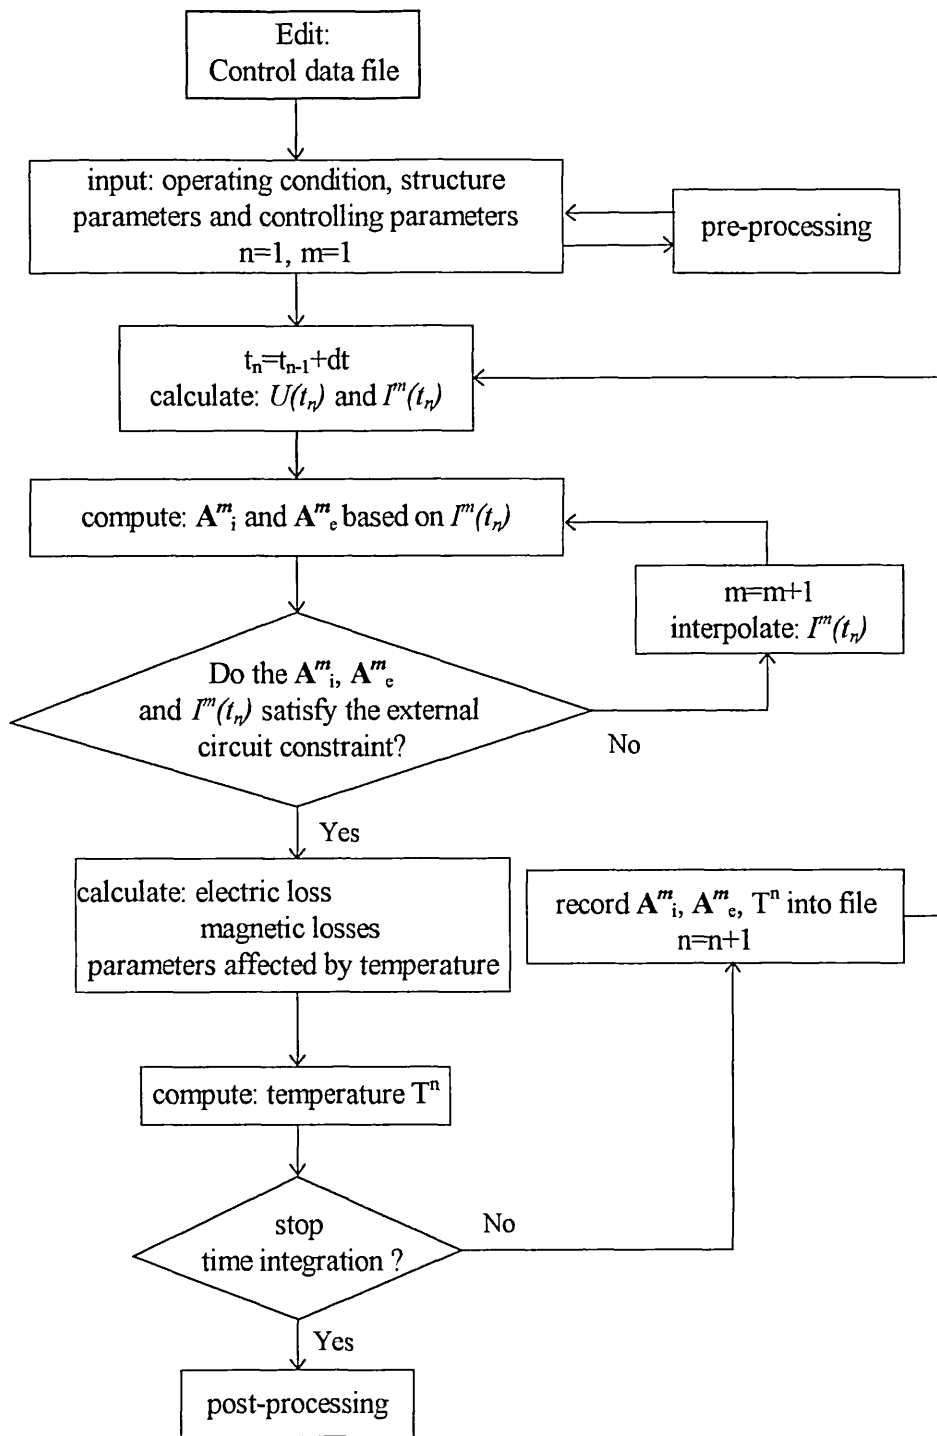 Edit:
Control data file
input: operating condition, structure
parameters and controlling parameters
n=1, m=1
pre-processing
tₙ=tₙ₋₁+dt
calculate: U(tₙ) and Iᵐ(tₙ)
compute: Aᵐᵢ and Aᵐₑ based on Iᵐ(tₙ)
m=m+1
interpolate: Iᵐ(tₙ)
Do the Aᵐᵢ, Aᵐₑ
and Iᵐ(tₙ) satisfy the external
circuit constraint?
No
Yes
calculate: electric loss
magnetic losses
parameters affected by temperature
record Aᵐᵢ, Aᵐₑ, Tⁿ into file
n=n+1
compute: temperature Tⁿ
stop
time integration ?
No
Yes
post-processing